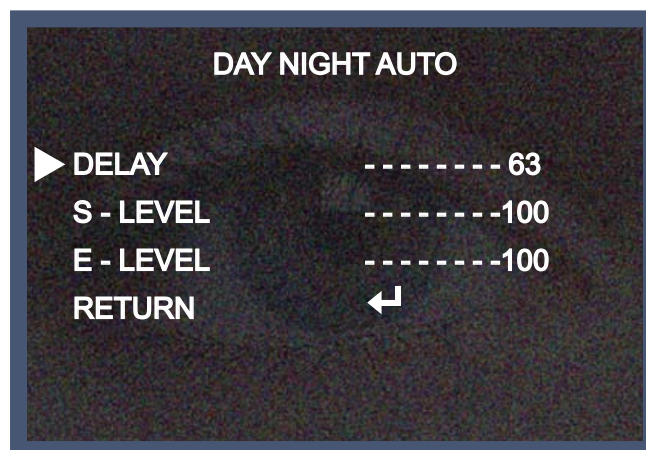 DAY NIGHT AUTO
DELAY -------- 63
S - LEVEL --------100
E - LEVEL --------100
RETURN ↵